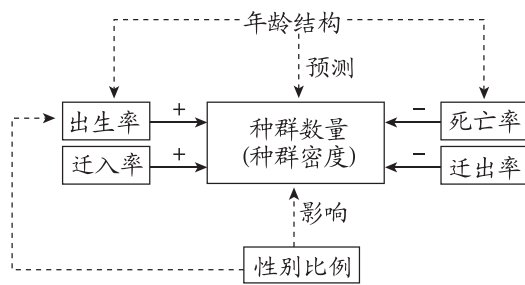 年龄结构
预测
出生率
+
种群数量
(种群密度)
−
死亡率
迁入率
+
−
迁出率
影响
性别比例